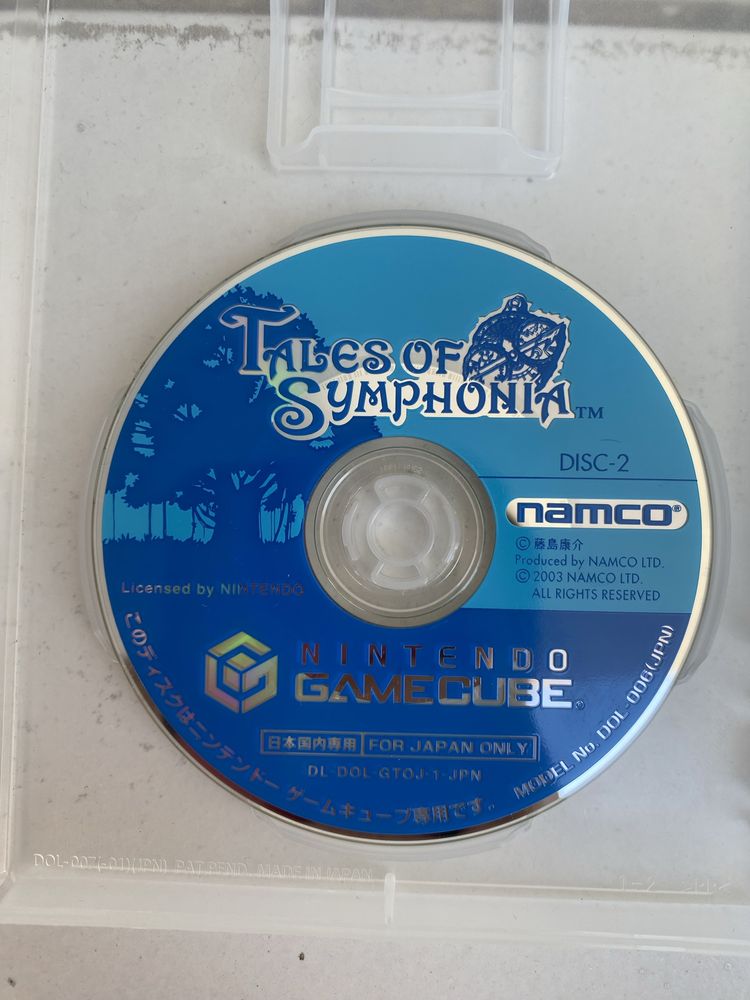 TALES OF
SYMPHONIA™
DISC-2
namco®
© 藤島康介
Produced by NAMCO LTD.
© 2003 NAMCO LTD.
ALL RIGHTS RESERVED
Licensed by NINTENDO
NINTENDO
GAMECUBE®
日本国内専用 FOR JAPAN ONLY
DL-DOL-GTOJ-1-JPN
このディスクはニンテンドー ゲームキューブ専用です。
MODEL No. DOL-006(JPN)
DOL-007(-01)(JPN) PAT.PEND. MADE IN JAPAN